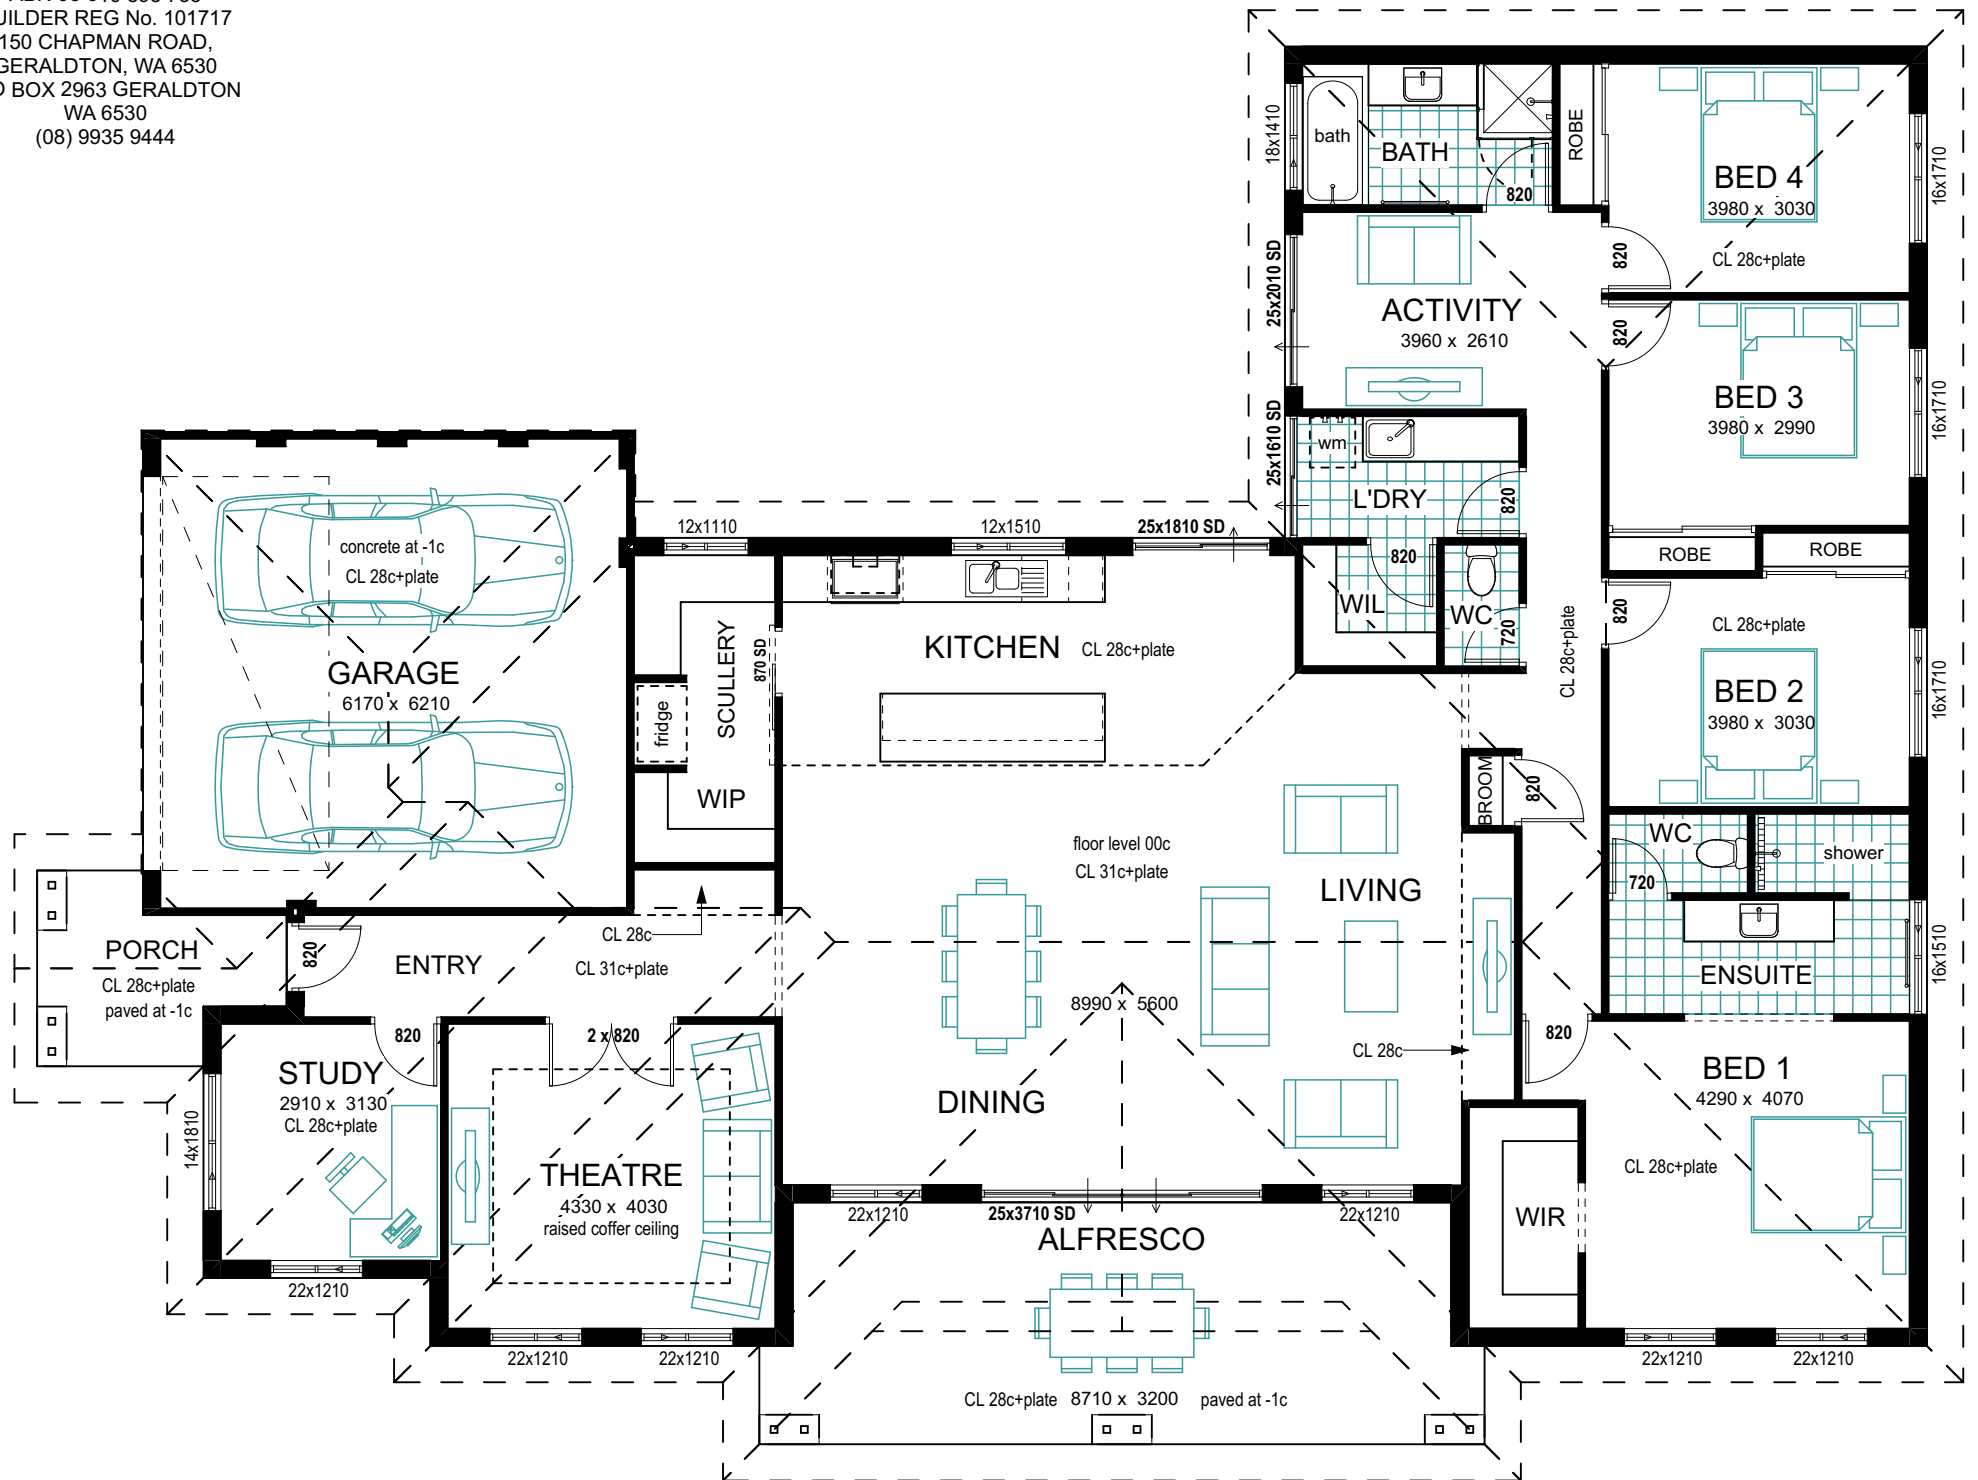 BUILDER REG No. 101717
150 CHAPMAN ROAD,
GERALDTON, WA 6530
BOX 2963 GERALDTON
WA 6530
(08) 9935 9444
18x1410
bath
BATH
820
ROBE
BED 4
3980 x 3030
CL 28c+plate
16x1710
820
25x2010 SD
ACTIVITY
3960 x 2610
820
BED 3
3980 x 2990
16x1710
25x1610 SD
wm
L'DRY
820
ROBE
ROBE
12x1110
12x1510
25x1810 SD
820
WIL
WC
720
CL 28c+plate
820
CL 28c+plate
BED 2
3980 x 3030
16x1710
concrete at -1c
CL 28c+plate
GARAGE
6170 x 6210
SCULLERY
870 SD
fridge
WIP
KITCHEN
CL 28c+plate
BROOM
820
WC
720
shower
ENSUITE
16x1510
floor level 00c
CL 31c+plate
LIVING
PORCH
CL 28c+plate
paved at -1c
820
ENTRY
CL 28c
CL 31c+plate
8990 x 5600
CL 28c
DINING
820
BED 1
4290 x 4070
CL 28c+plate
WIR
820
STUDY
2910 x 3130
CL 28c+plate
14x1810
22x1210
2 x 820
THEATRE
4330 x 4030
raised coffer ceiling
22x1210
22x1210
22x1210
25x3710 SD
22x1210
ALFRESCO
CL 28c+plate 8710 x 3200 paved at -1c
22x1210
22x1210